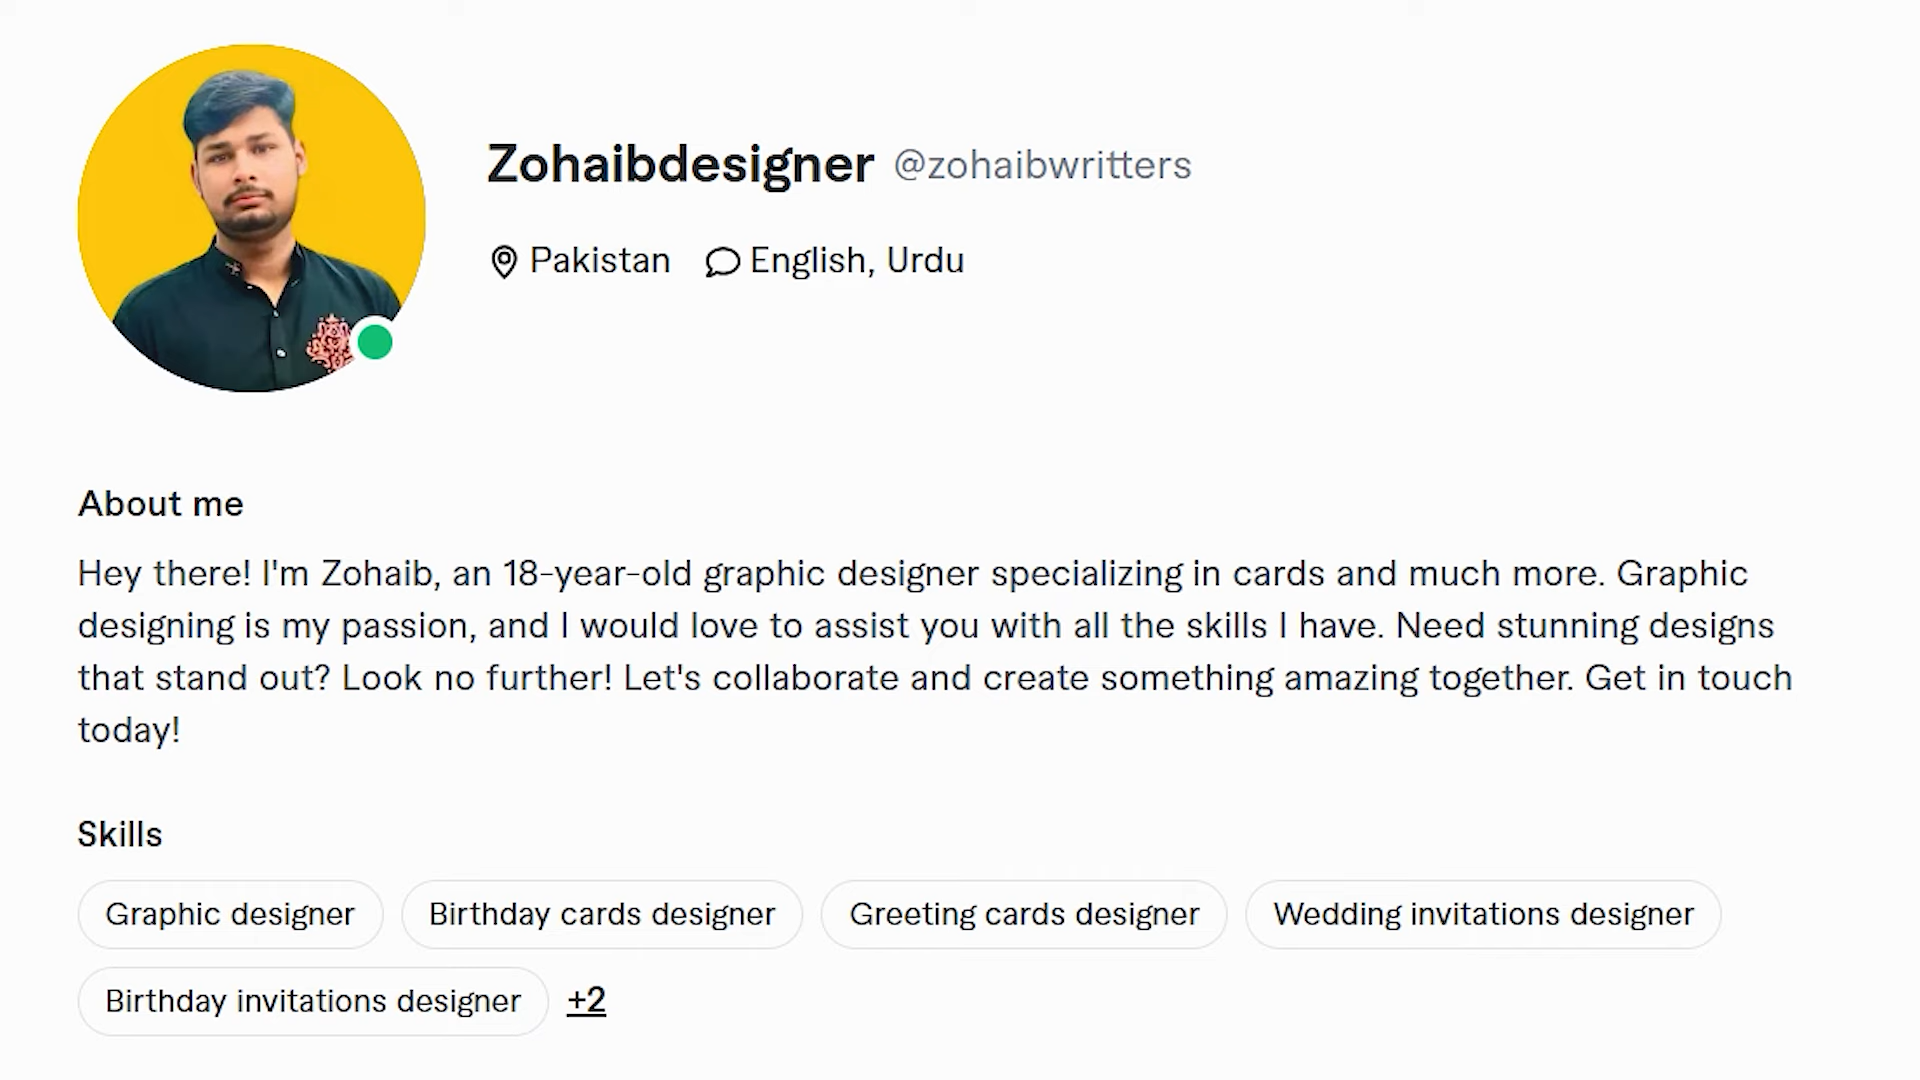 Zohaibdesigner @zohaibwritters
Pakistan English, Urdu
About me
Hey there! I'm Zohaib, an 18-year-old graphic designer specializing in cards and much more. Graphic
designing is my passion, and I would love to assist you with all the skills I have. Need stunning designs
that stand out? Look no further! Let's collaborate and create something amazing together. Get in touch
today!
Skills
Graphic designer Birthday cards designer Greeting cards designer Wedding invitations designer
Birthday invitations designer +2